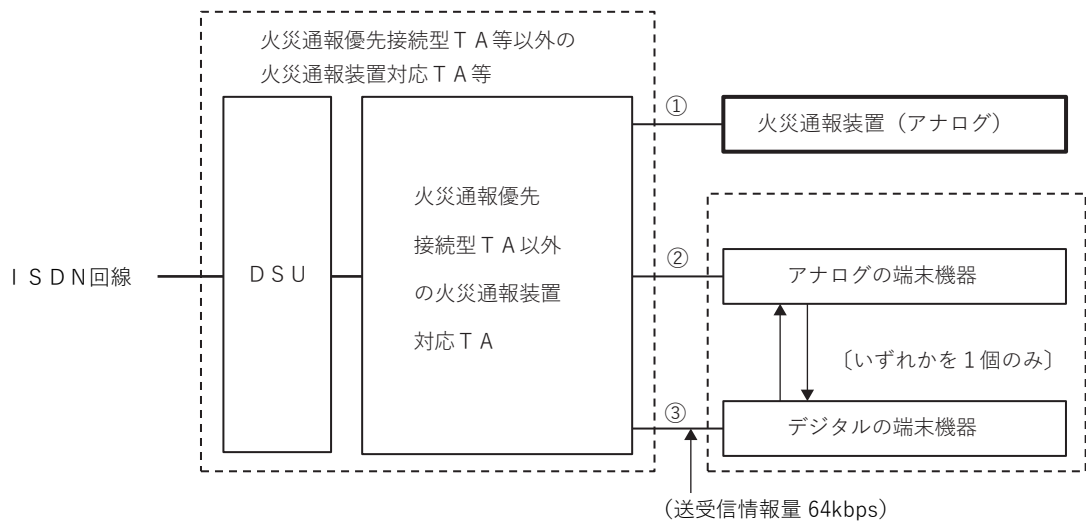 火災通報優先接続型ＴＡ等以外の
火災通報装置対応ＴＡ等
①
火災通報装置（アナログ）
火災通報優先
接続型ＴＡ以外
の火災通報装置
対応ＴＡ
ＩＳＤＮ回線
ＤＳＵ
②
アナログの端末機器
〔いずれかを１個のみ〕
③
デジタルの端末機器
（送受信情報量 64kbps）